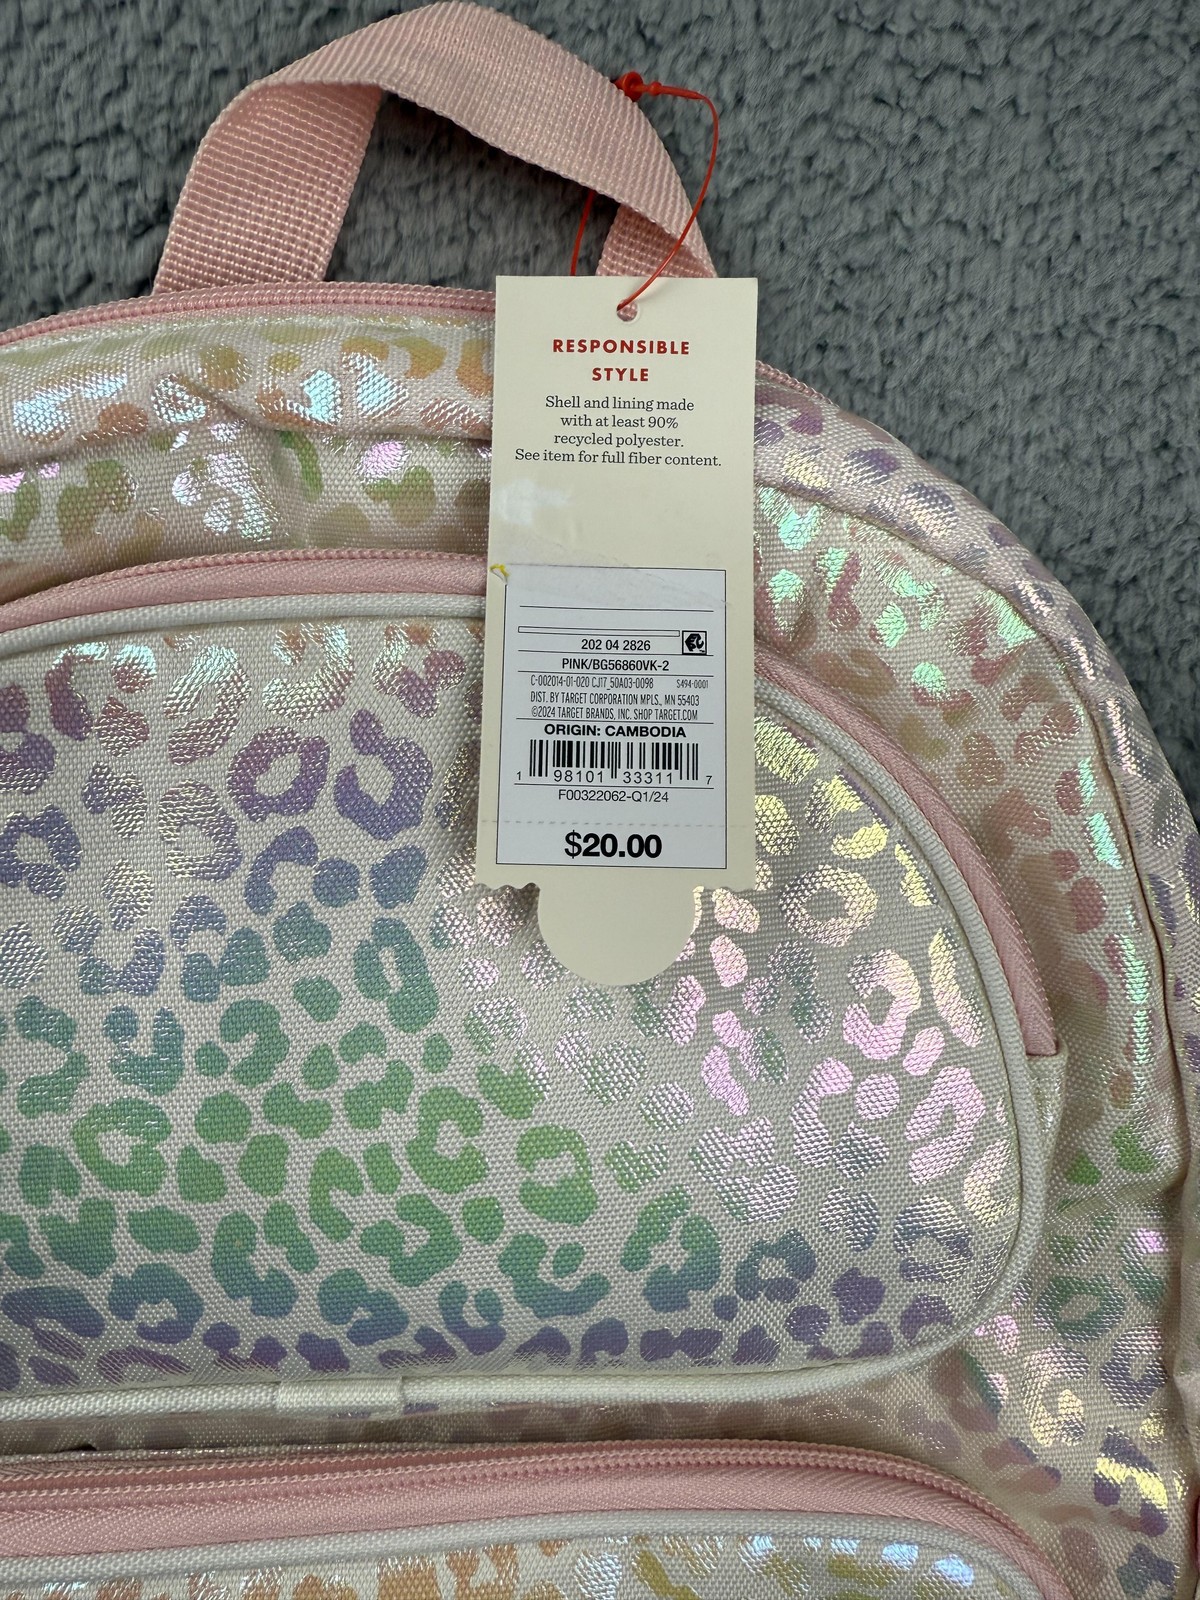 RESPONSIBLE
STYLE
Shell and lining made
with at least 90%
recycled polyester.
See item for full fiber content.
202 04 2826
PINK/BG56860VK-2
C-002014-01-020 CJ17_50A03-0098 S494-0001
DIST. BY TARGET CORPORATION MPLS., MN 55403
©2024 TARGET BRANDS, INC. SHOP TARGET.COM
ORIGIN: CAMBODIA
1 98101 33311 7
F00322062-Q1/24
$20.00